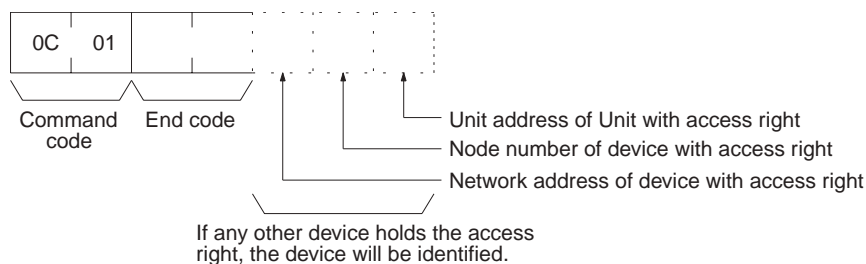 0C 01
Command
code
End code
Unit address of Unit with access right
Node number of device with access right
Network address of device with access right
If any other device holds the access
right, the device will be identified.